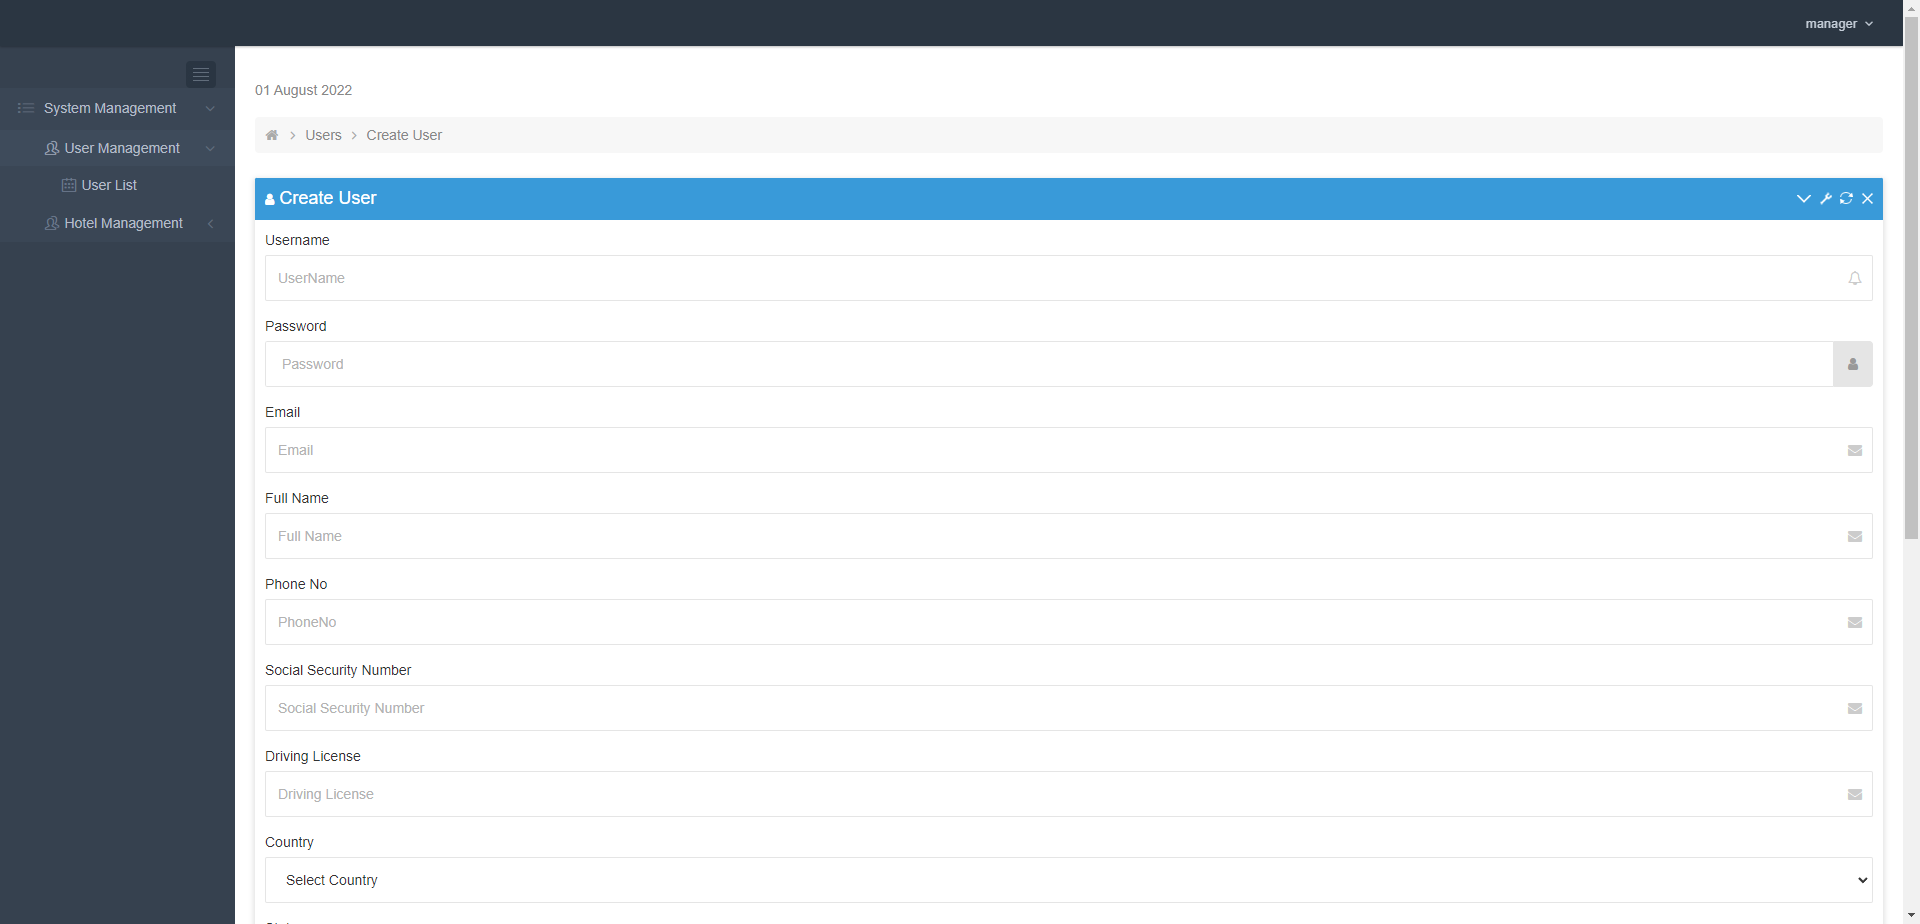 manager
System Management
User Management
User List
Hotel Management
01 August 2022
Users
Create User
Create User
Username
UserName
Password
Password
Email
Email
Full Name
Full Name
Phone No
PhoneNo
Social Security Number
Social Security Number
Driving License
Driving License
Country
Select Country